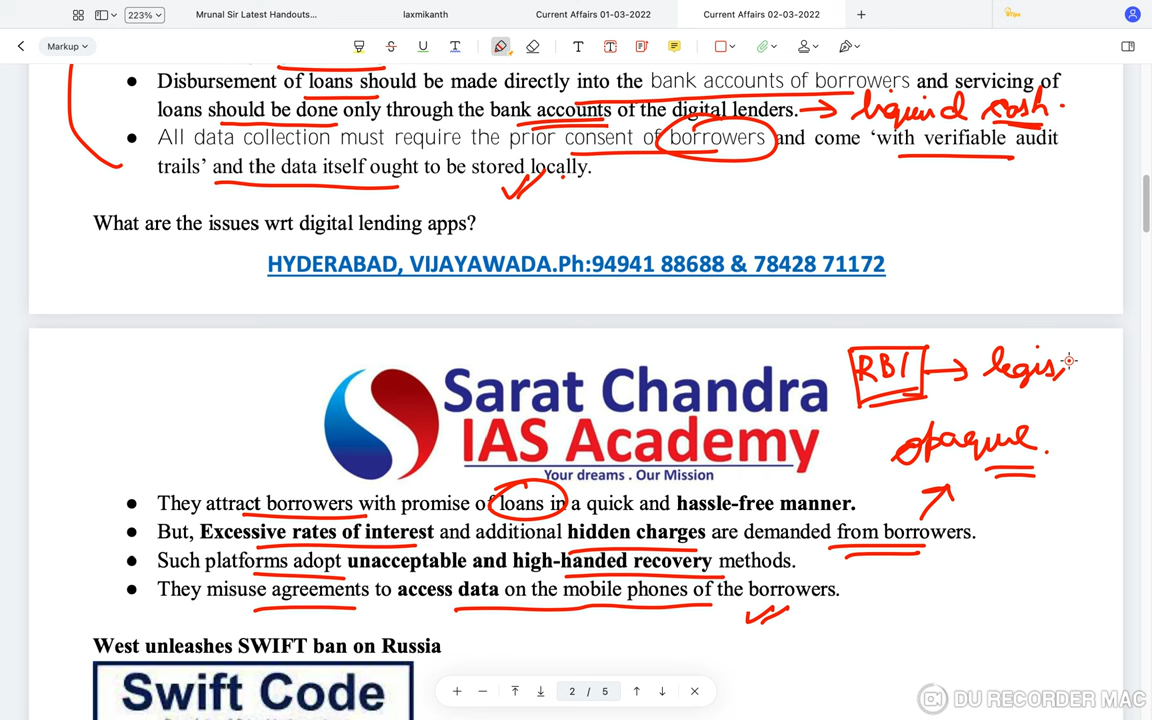 223%
Mrunal Sir Latest Handouts...
laxmikanth
Current Affairs 01-03-2022
Current Affairs 02-03-2022
Markup
● Disbursement of loans should be made directly into the bank accounts of borrowers and servicing of
loans should be done only through the bank accounts of the digital lenders. → liquid cash.
● All data collection must require the prior consent of borrowers and come ‘with verifiable audit
trails’ and the data itself ought to be stored locally.
What are the issues wrt digital lending apps?
HYDERABAD, VIJAYAWADA.Ph:94941 88688 & 78428 71172
RBI → legis
Sarat Chandra
IAS Academy
Your dreams . Our Mission
opaque.
● They attract borrowers with promise of loans in a quick and hassle-free manner.
● But, Excessive rates of interest and additional hidden charges are demanded from borrowers.
● Such platforms adopt unacceptable and high-handed recovery methods.
● They misuse agreements to access data on the mobile phones of the borrowers.
West unleashes SWIFT ban on Russia
Swift Code
2 / 5
DU RECORDER MAC